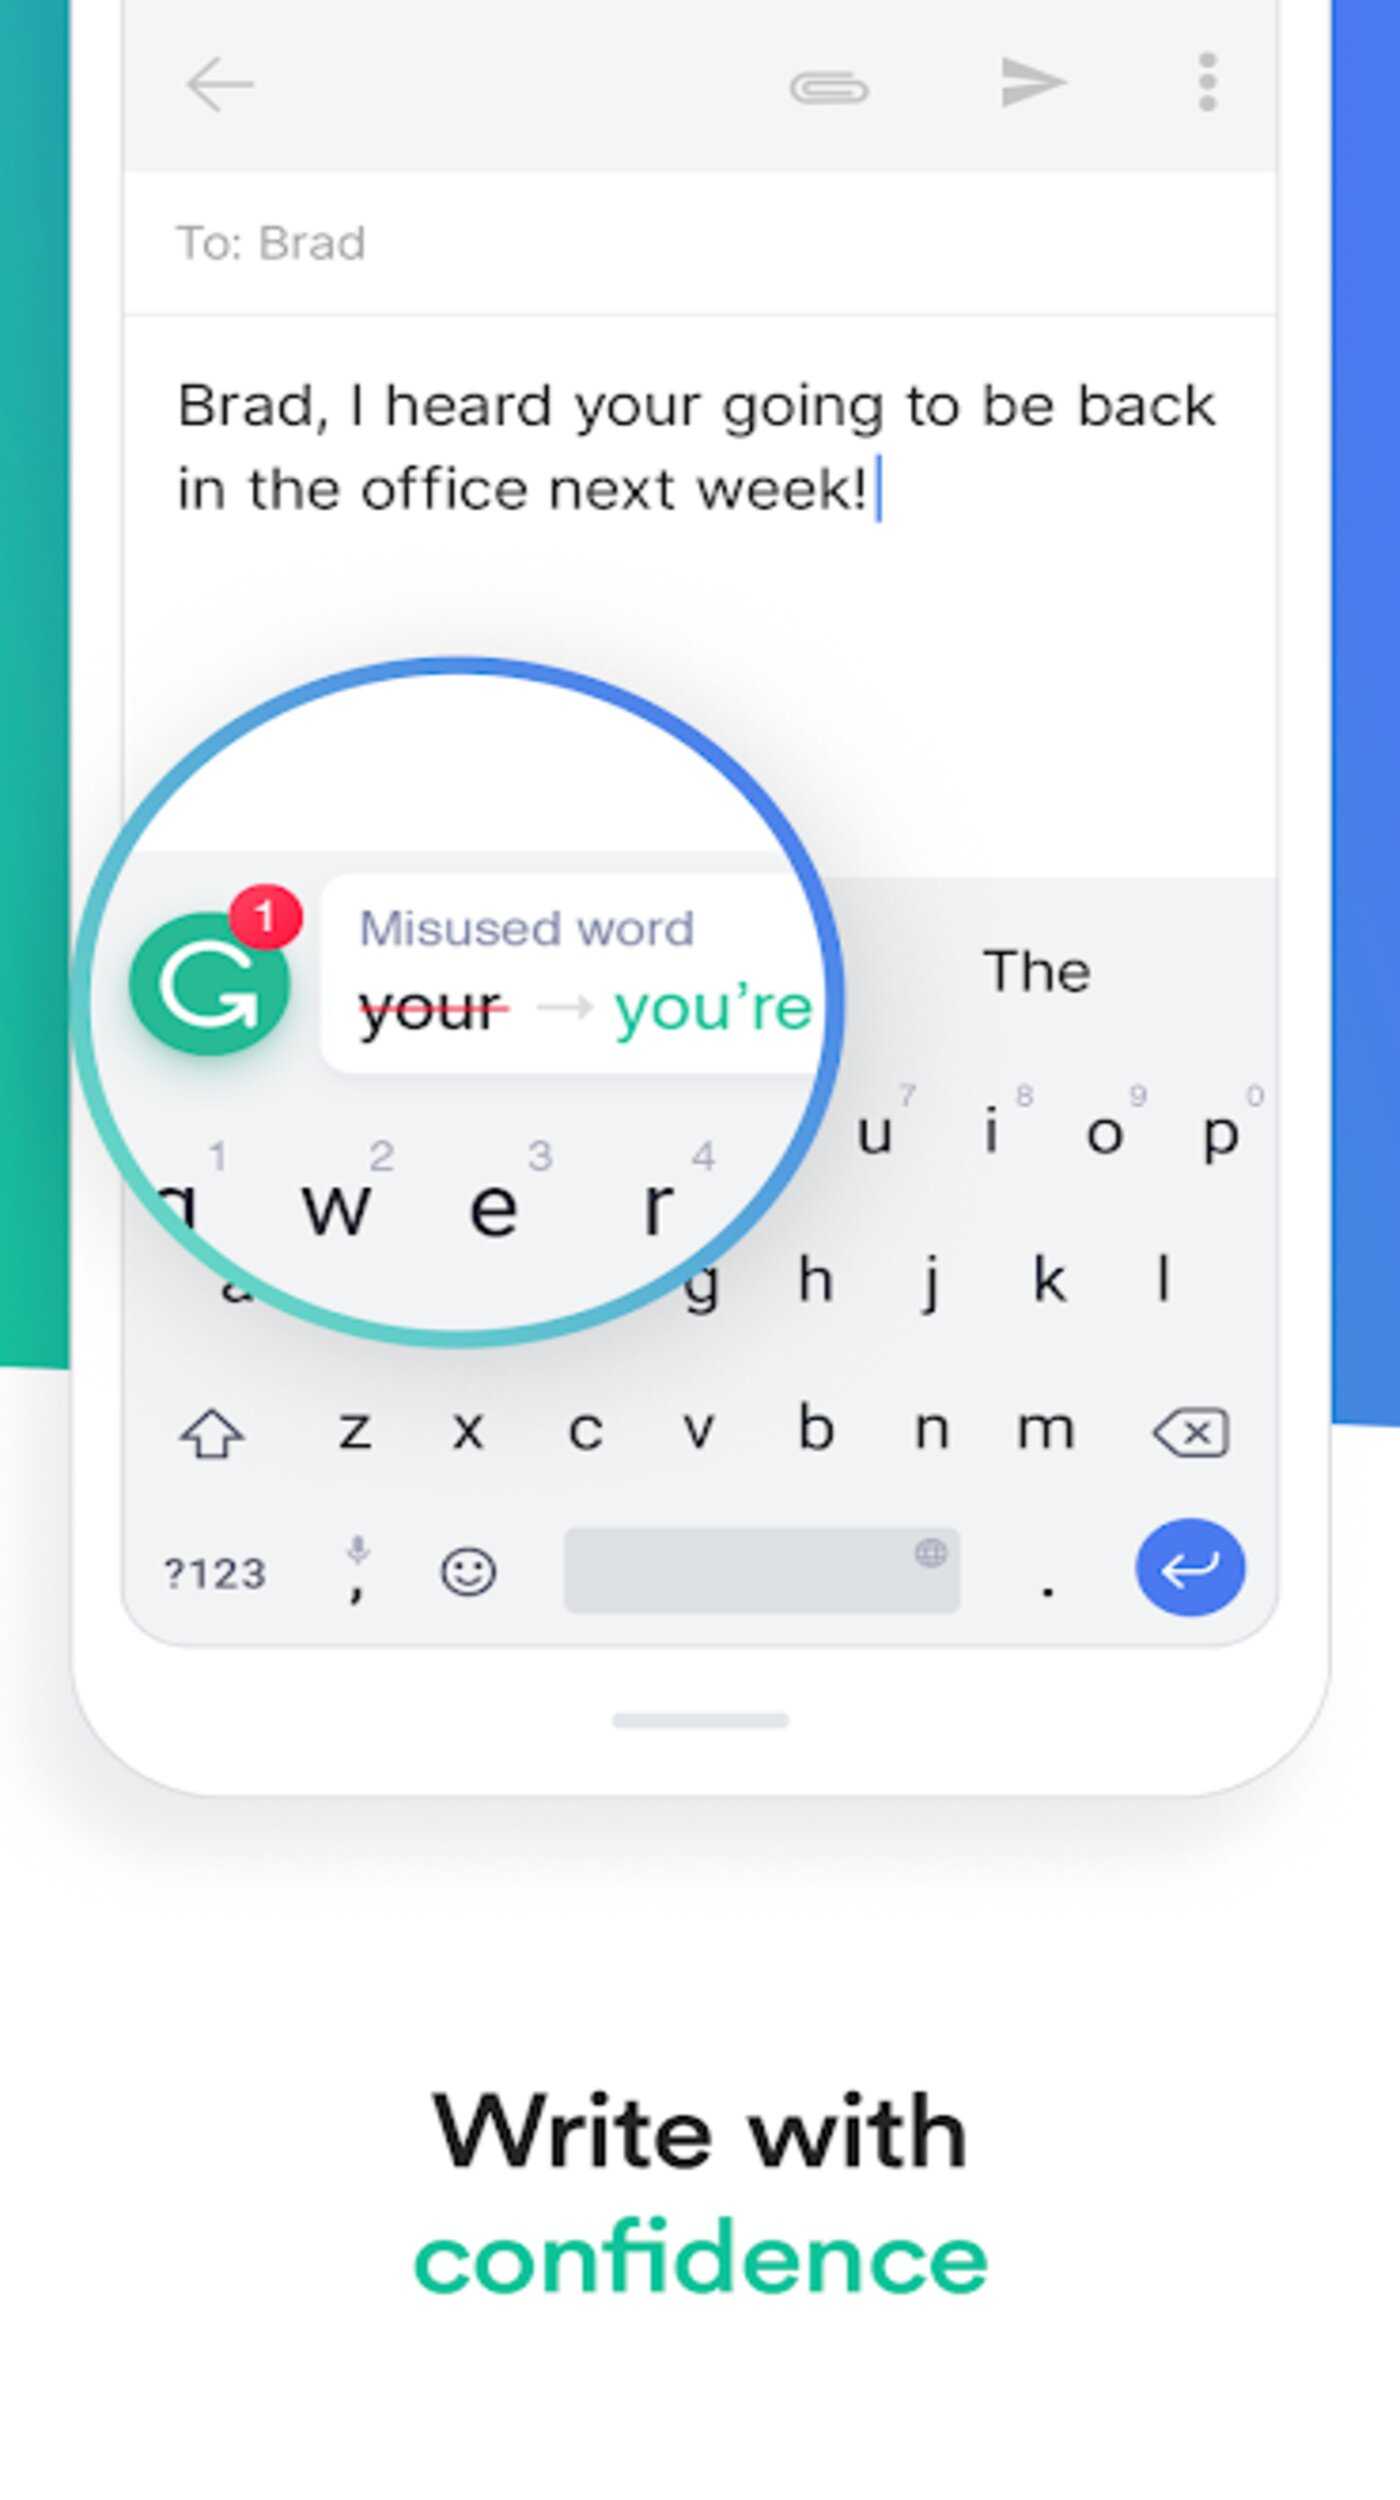 To: Brad
Brad, I heard your going to be back
in the office next week!
1
Misused word
your → you're
The
1 2 3 4 7 8 9 0
q w e r u i o p
a g h j k l
z x c v b n m
?123 , .
Write with
confidence